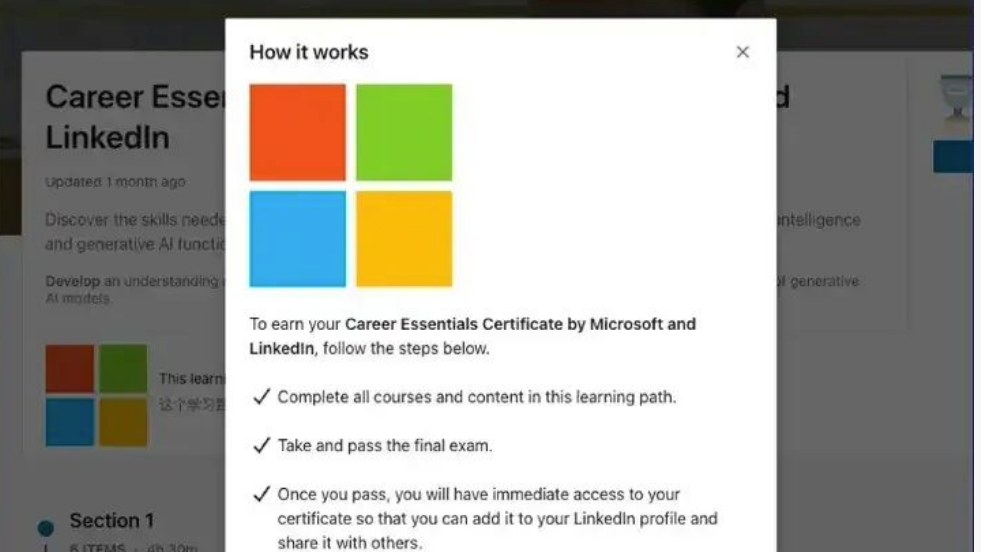 How it works
Career Esse
d
LinkedIn
Updated 1 month ago
Discover the skills neede
intelligence
and generative AI functio
Develop an understanding
of generative
AI models.
This learni
这个学习
To earn your Career Essentials Certificate by Microsoft and
LinkedIn, follow the steps below.
Complete all courses and content in this learning path.
Take and pass the final exam.
Once you pass, you will have immediate access to your
certificate so that you can add it to your LinkedIn profile and
share it with others.
Section 1
6 ITEMS · 4h 30m